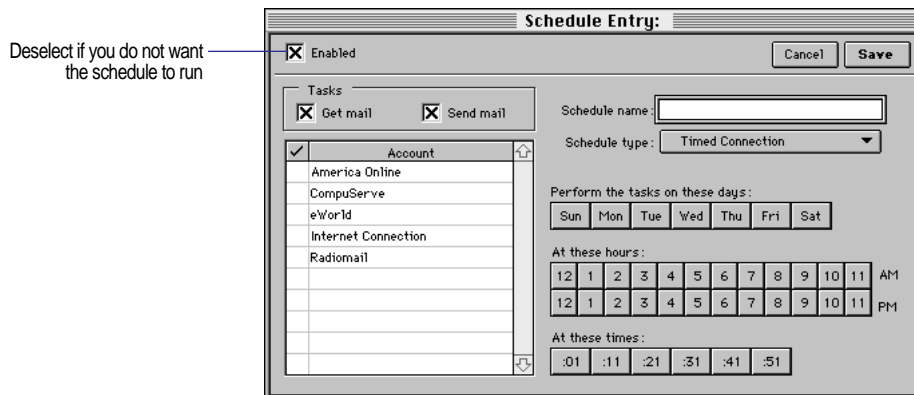 Schedule Entry:
Deselect if you do not want
the schedule to run
Enabled
Cancel
Save
Tasks
Get mail
Send mail
Account
America Online
CompuServe
eWorld
Internet Connection
Radiomail
Schedule name:
Schedule type: Timed Connection
Perform the tasks on these days:
Sun Mon Tue Wed Thu Fri Sat
At these hours:
12 1 2 3 4 5 6 7 8 9 10 11 AM
12 1 2 3 4 5 6 7 8 9 10 11 PM
At these times:
:01 :11 :21 :31 :41 :51